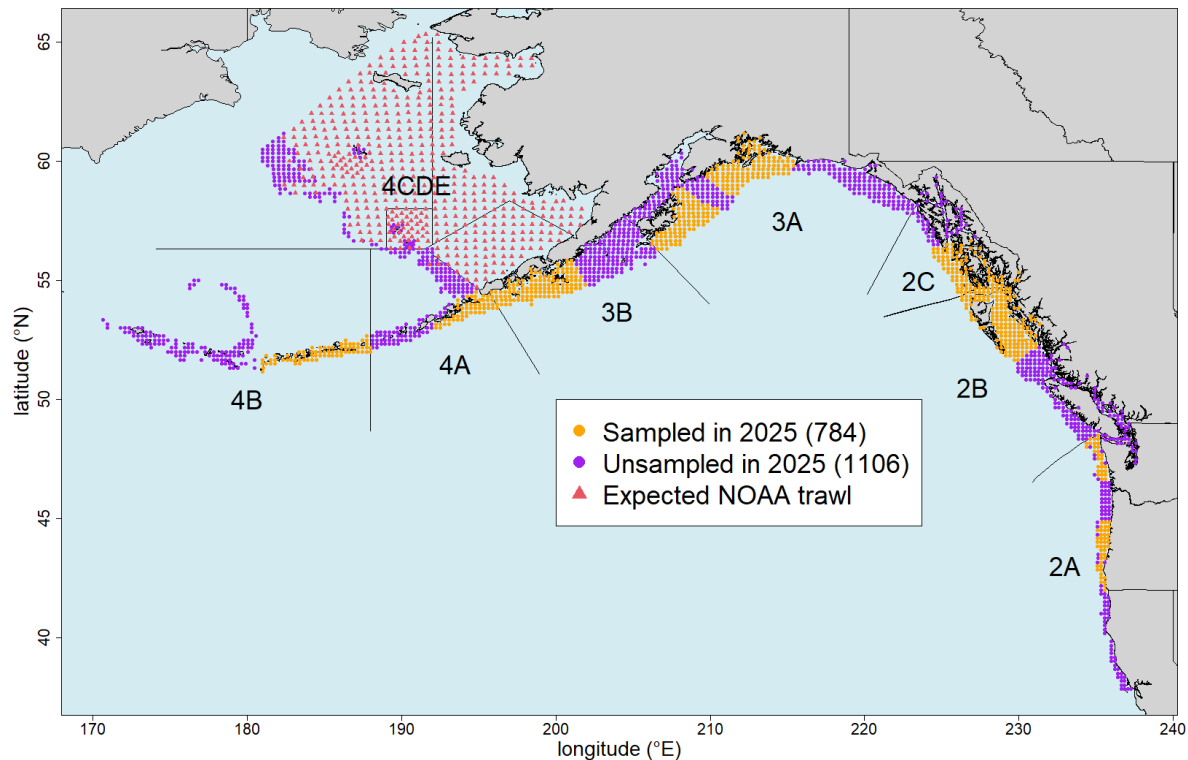 65
60
55
50
45
40
latitude (°N)
4CDE
3A
2C
3B
4A
2B
4B
2A
Sampled in 2025 (784)
Unsampled in 2025 (1106)
Expected NOAA trawl
170
180
190
200
210
220
230
240
longitude (°E)